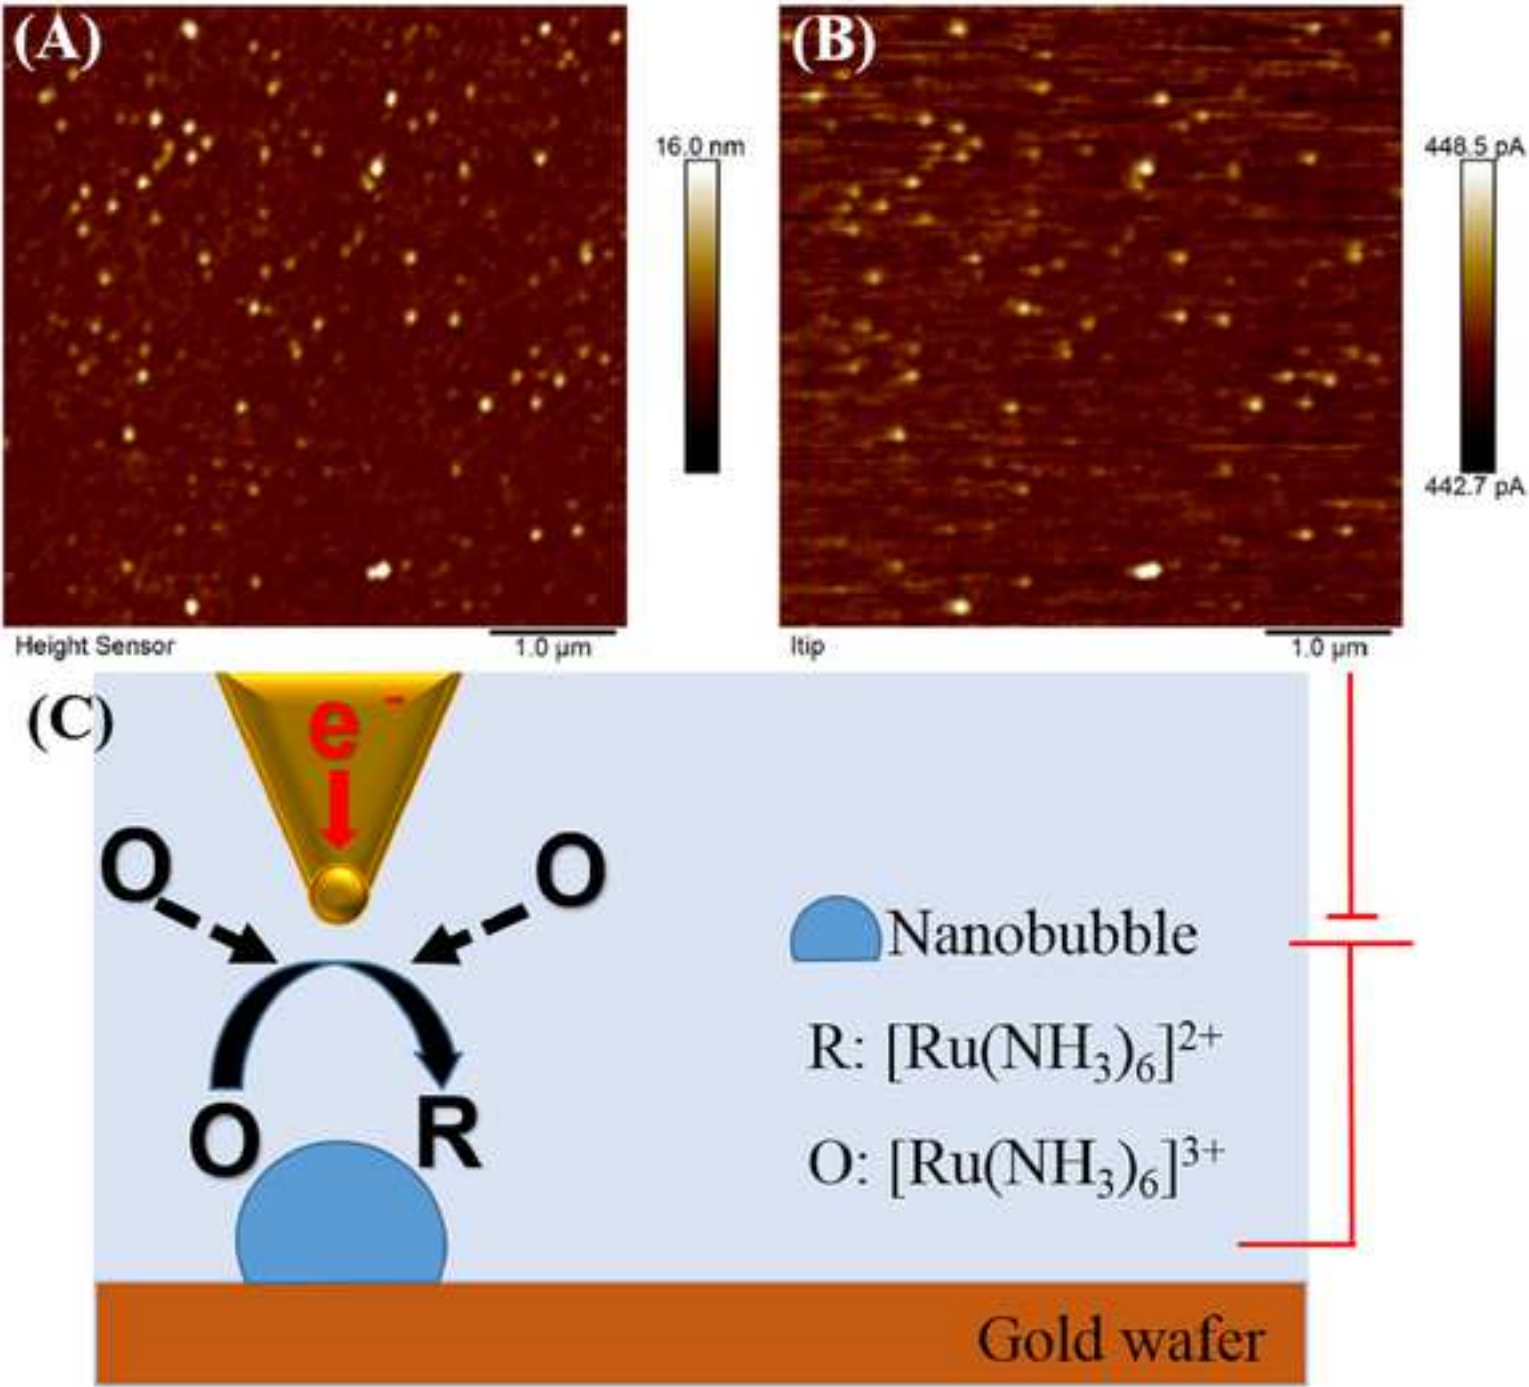 (A)
(B)
16.0 nm
448.5 pA
442.7 pA
Height Sensor
1.0 µm
Itip
1.0 µm
(C)
e⁻
O
O
O
R
Nanobubble
R: [Ru(NH₃)₆]²⁺
O: [Ru(NH₃)₆]³⁺
Gold wafer